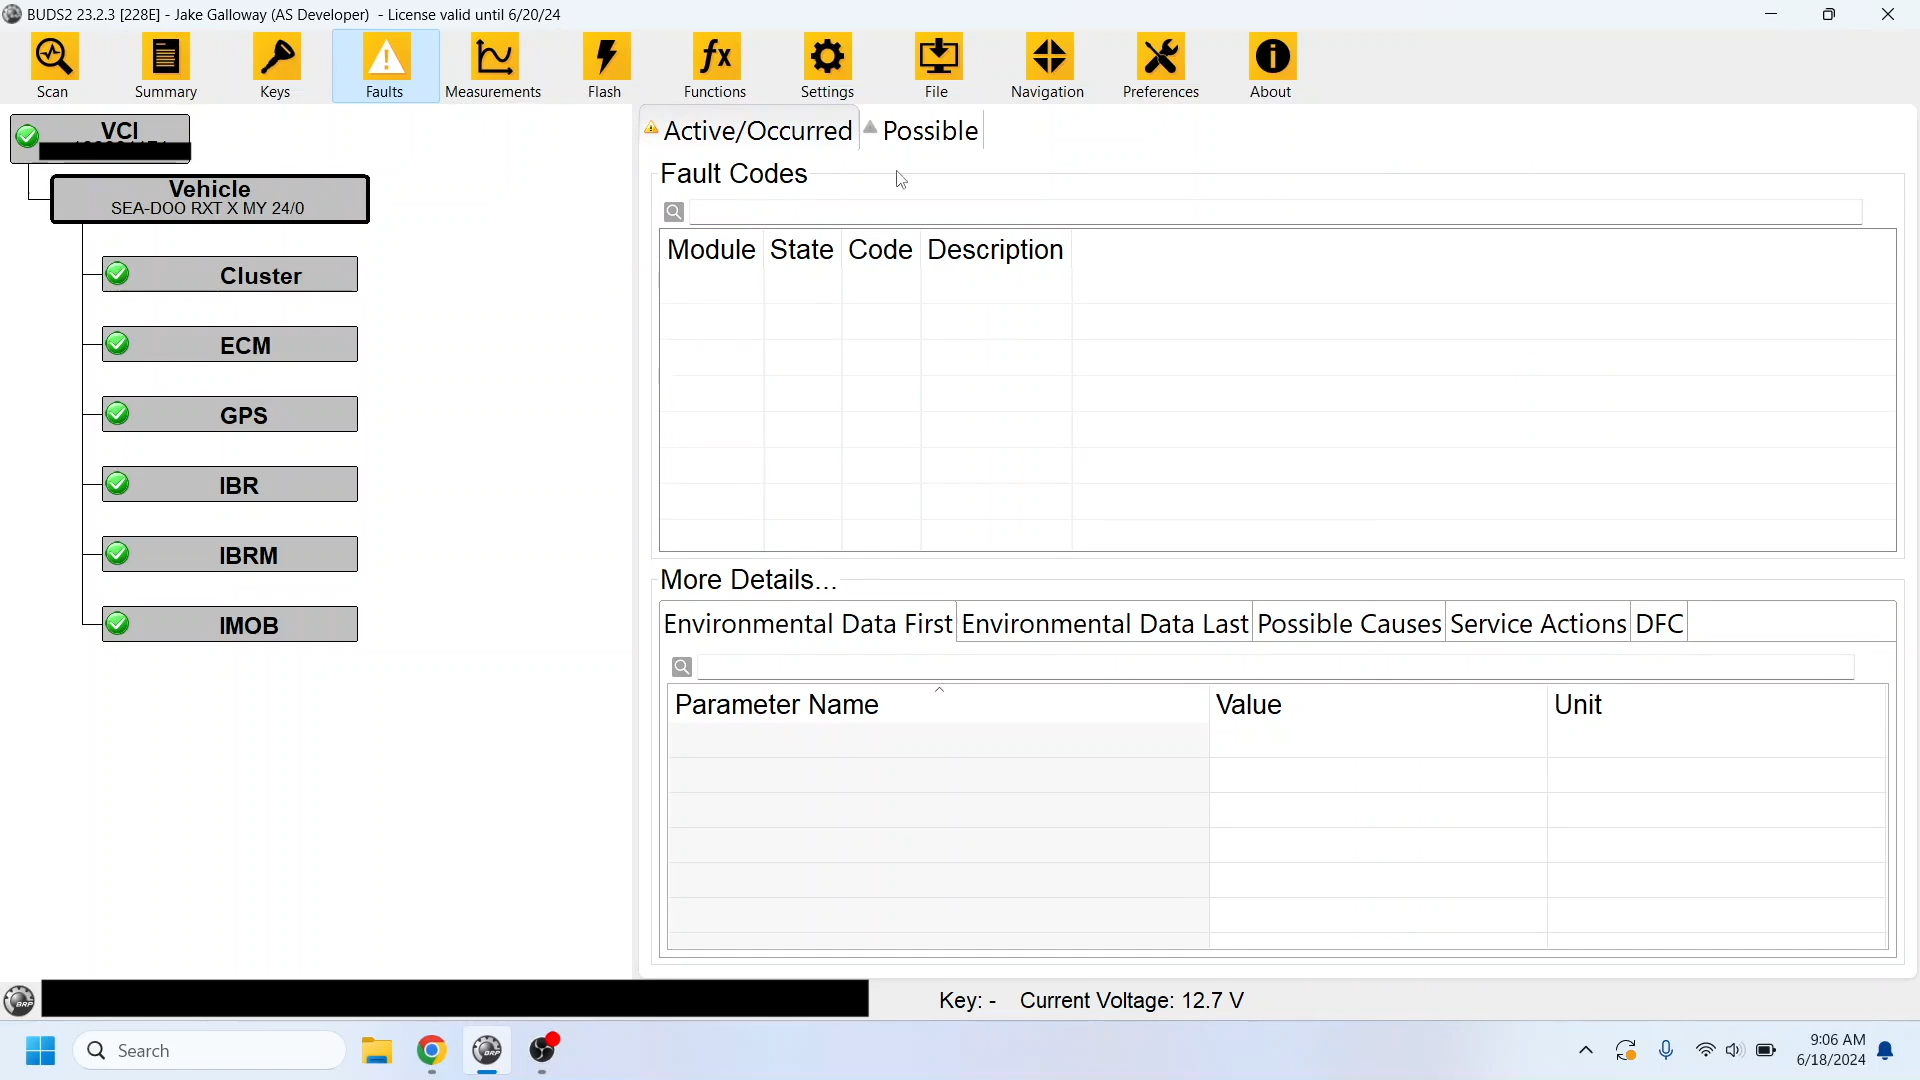 BUDS2 23.2.3 [228E] - Jake Galloway (AS Developer) - License valid until 6/20/24
Scan Summary Keys Faults Measurements Flash Functions Settings File Navigation Preferences About
VCI
Vehicle
SEA-DOO RXT X MY 24/0
Cluster
ECM
GPS
IBR
IBRM
IMOB
Active/Occurred Possible
Fault Codes
Module State Code Description
More Details...
Environmental Data First Environmental Data Last Possible Causes Service Actions DFC
Parameter Name Value Unit
Key: - Current Voltage: 12.7 V
Search
9:06 AM
6/18/2024